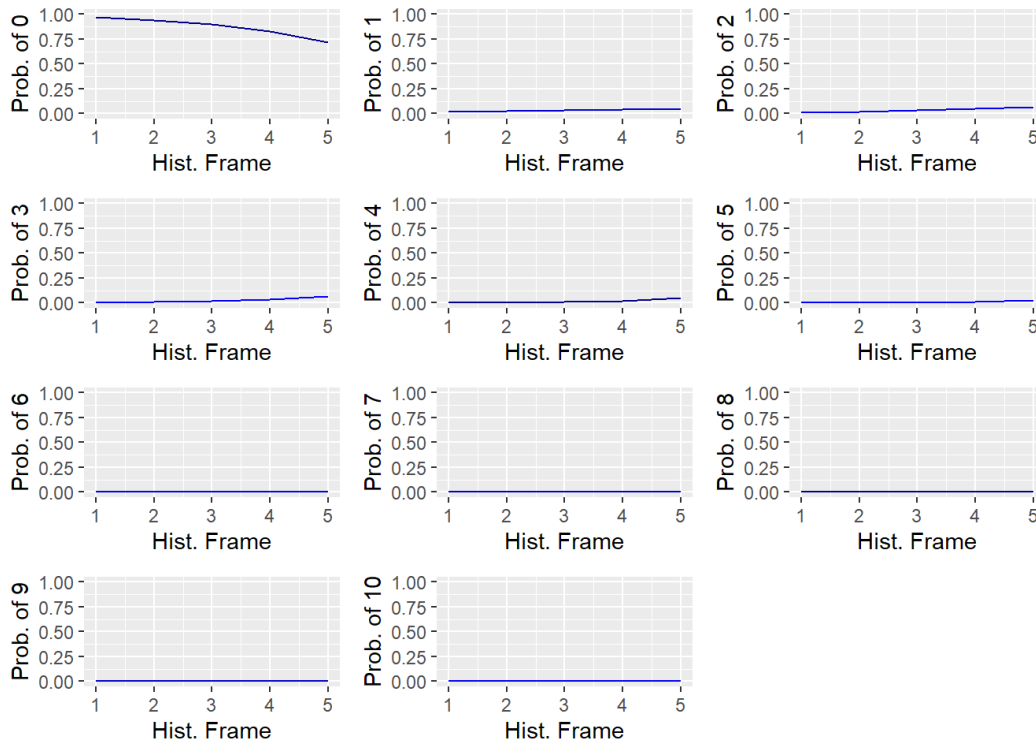 Prob. of 0
1.00
0.75
0.50
0.25
0.00
1 2 3 4 5
Hist. Frame
Prob. of 1
1.00
0.75
0.50
0.25
0.00
1 2 3 4 5
Hist. Frame
Prob. of 2
1.00
0.75
0.50
0.25
0.00
1 2 3 4 5
Hist. Frame
Prob. of 3
1.00
0.75
0.50
0.25
0.00
1 2 3 4 5
Hist. Frame
Prob. of 4
1.00
0.75
0.50
0.25
0.00
1 2 3 4 5
Hist. Frame
Prob. of 5
1.00
0.75
0.50
0.25
0.00
1 2 3 4 5
Hist. Frame
Prob. of 6
1.00
0.75
0.50
0.25
0.00
1 2 3 4 5
Hist. Frame
Prob. of 7
1.00
0.75
0.50
0.25
0.00
1 2 3 4 5
Hist. Frame
Prob. of 8
1.00
0.75
0.50
0.25
0.00
1 2 3 4 5
Hist. Frame
Prob. of 9
1.00
0.75
0.50
0.25
0.00
1 2 3 4 5
Hist. Frame
Prob. of 10
1.00
0.75
0.50
0.25
0.00
1 2 3 4 5
Hist. Frame